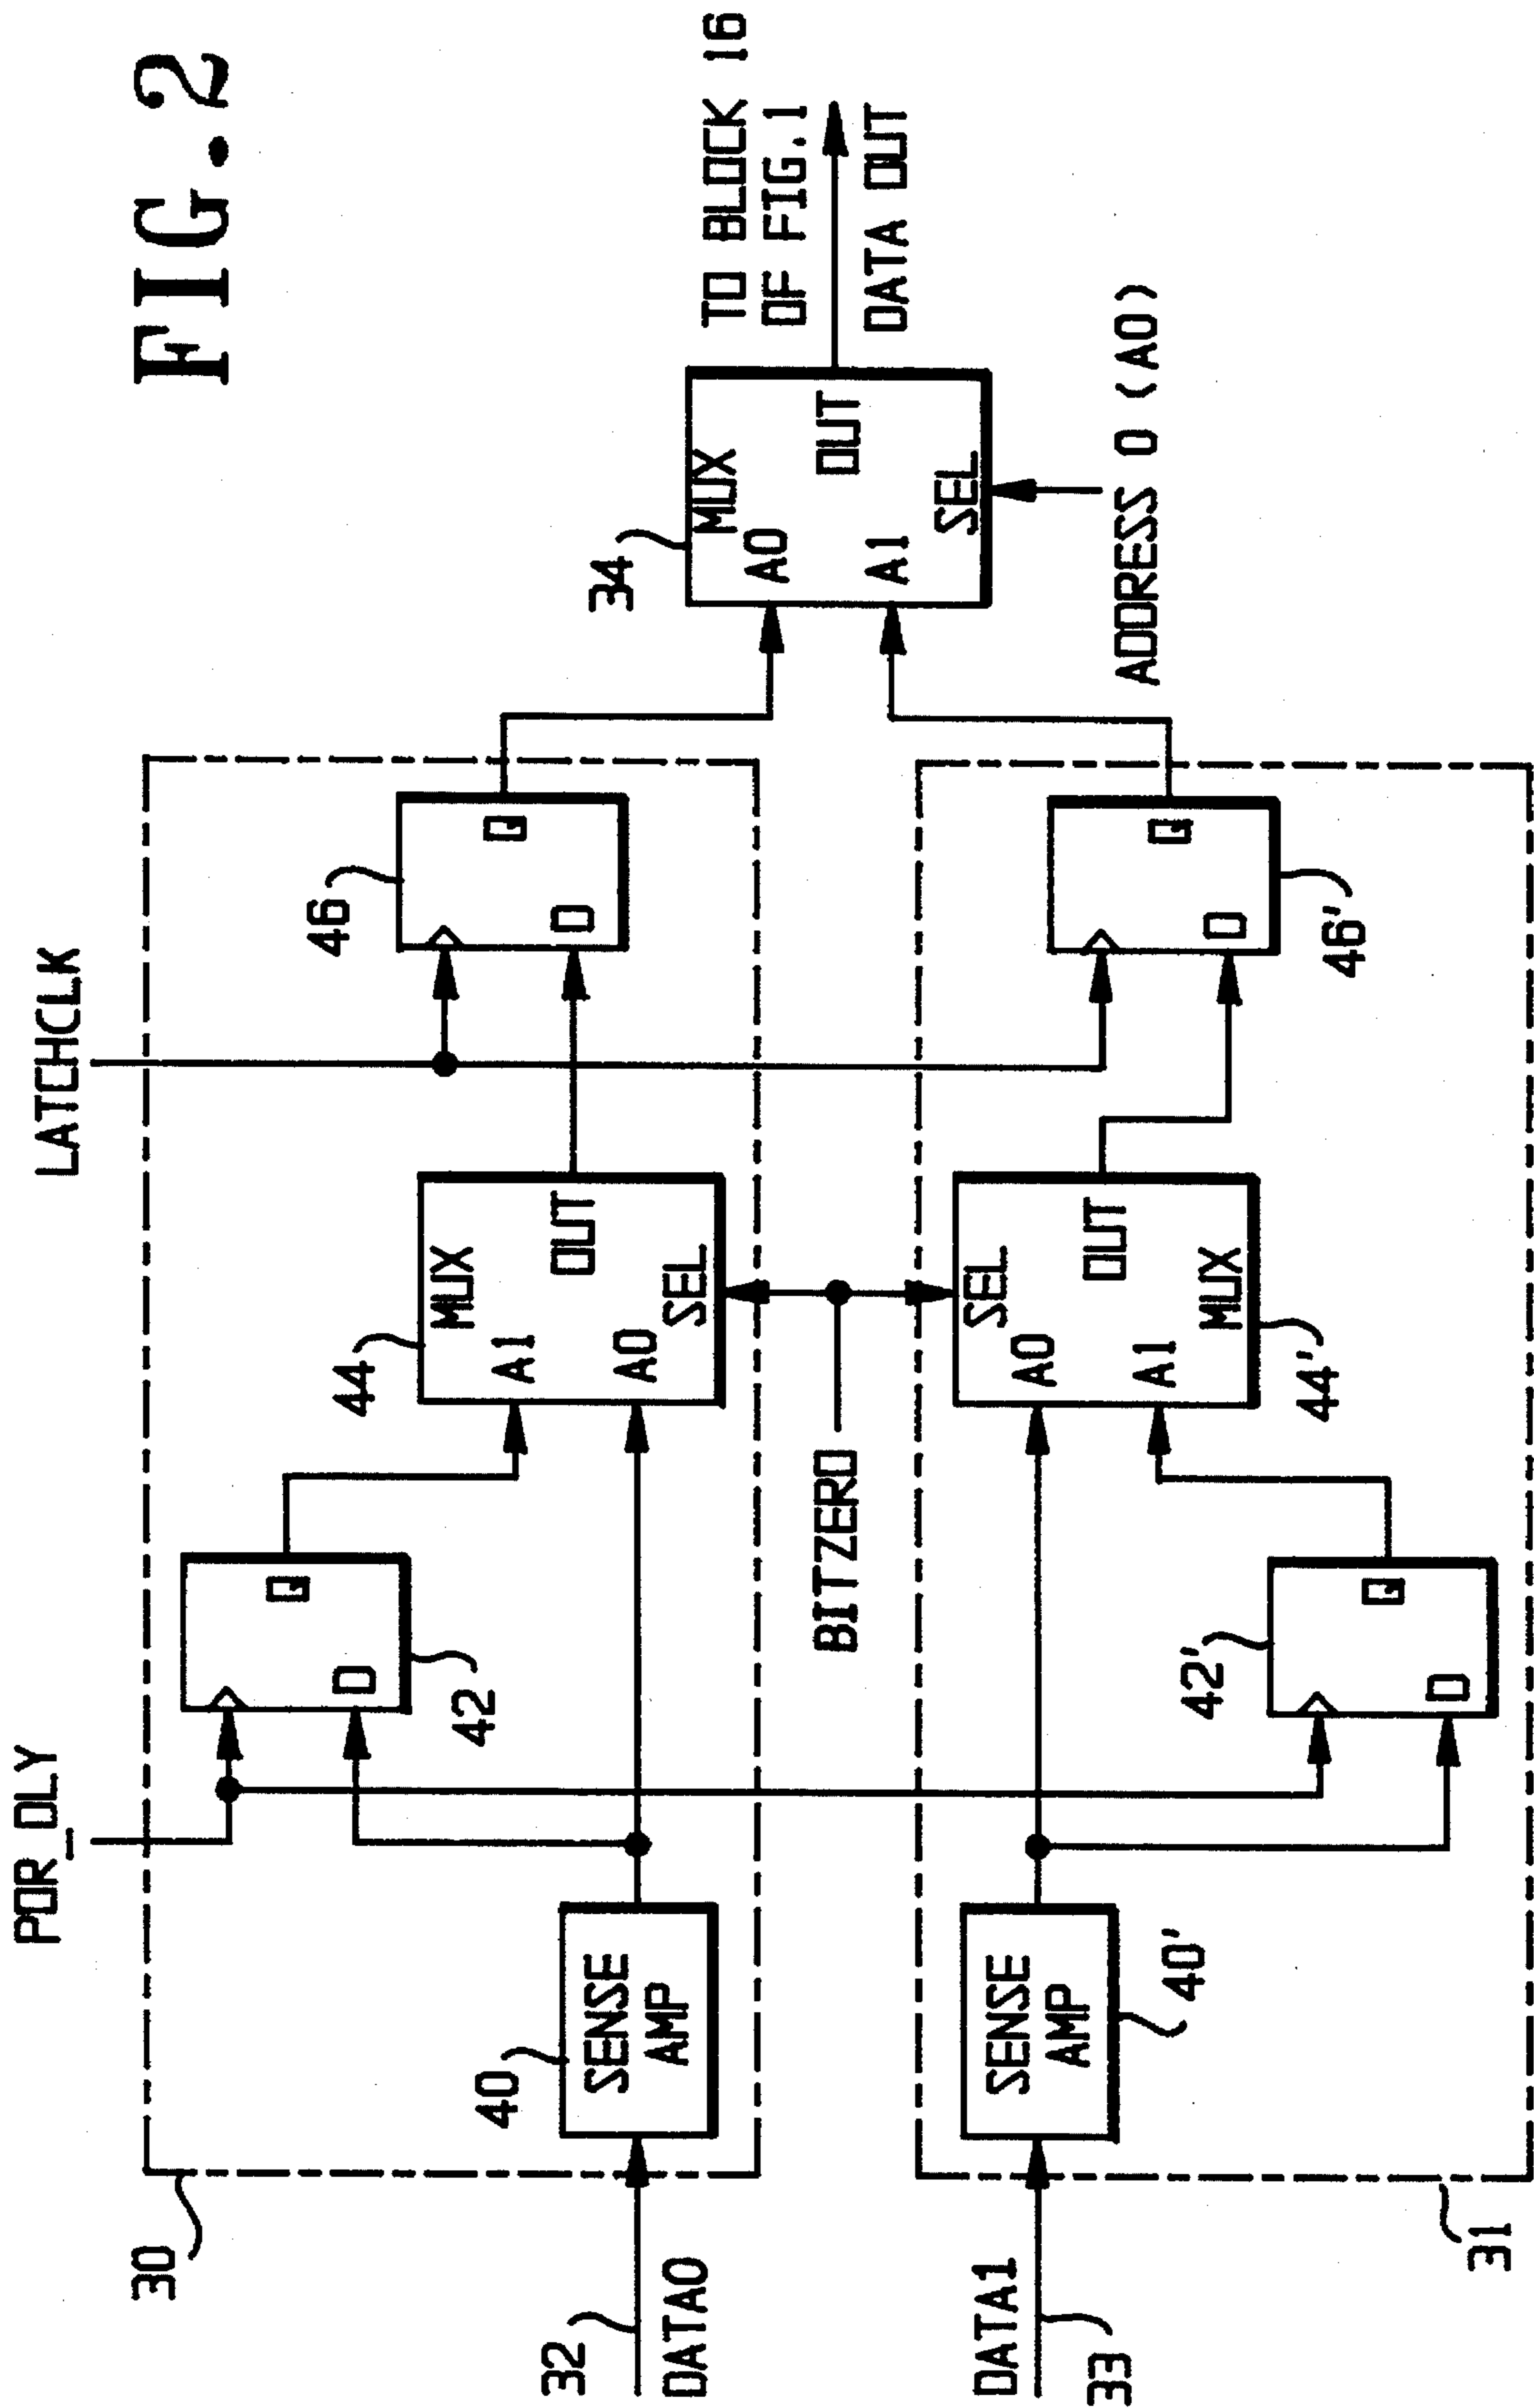 FIG.2
LATCHCLK
POR_DLY
30
32
DATA0
40
SENSE
AMP
42
D
Q
44
MUX
A1
A0
OUT
SEL
46
D
Q
34
MUX
A0
A1
OUT
SEL
TO BLOCK 16
OF FIG.1
DATA OUT
ADDRESS 0 (A0)
BITZERO
DATA1
33
31
SENSE
AMP
40'
42'
D
Q
SEL
A0
A1
OUT
MUX
44'
D
Q
46'